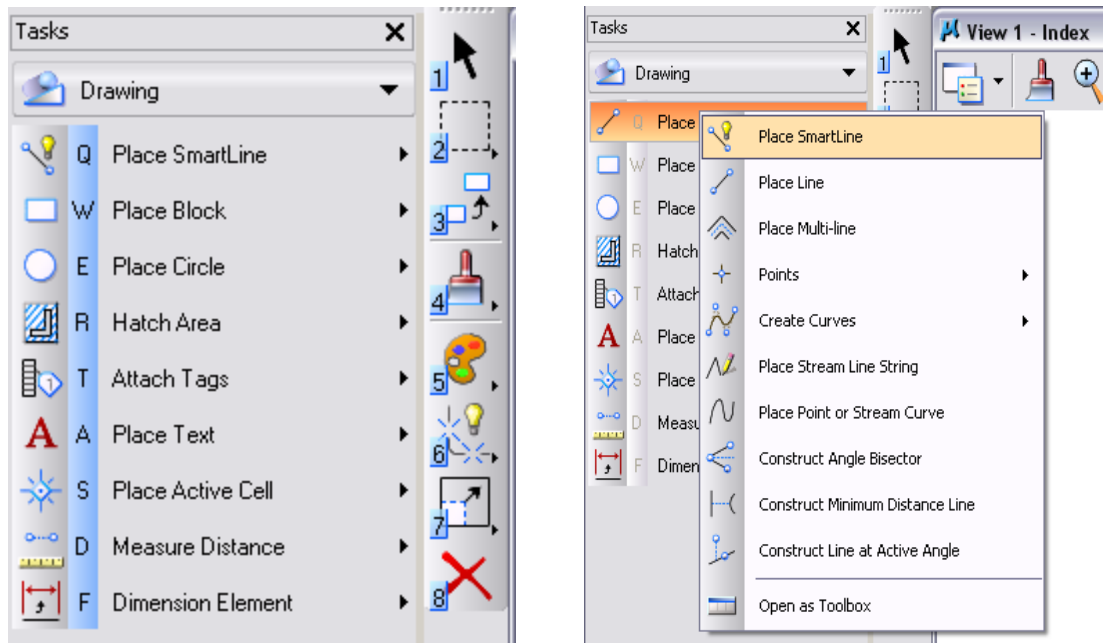 Tasks
Drawing
Q Place SmartLine
W Place Block
E Place Circle
R Hatch Area
T Attach Tags
A Place Text
S Place Active Cell
D Measure Distance
F Dimension Element
1
2
3
4
5
6
7
8
Tasks
Drawing
Q Place
W Place
E Place
R Hatch
T Attach
A Place
S Place
D Measu
F Dimen
1
View 1 - Index
Place SmartLine
Place Line
Place Multi-line
Points
Create Curves
Place Stream Line String
Place Point or Stream Curve
Construct Angle Bisector
Construct Minimum Distance Line
Construct Line at Active Angle
Open as Toolbox